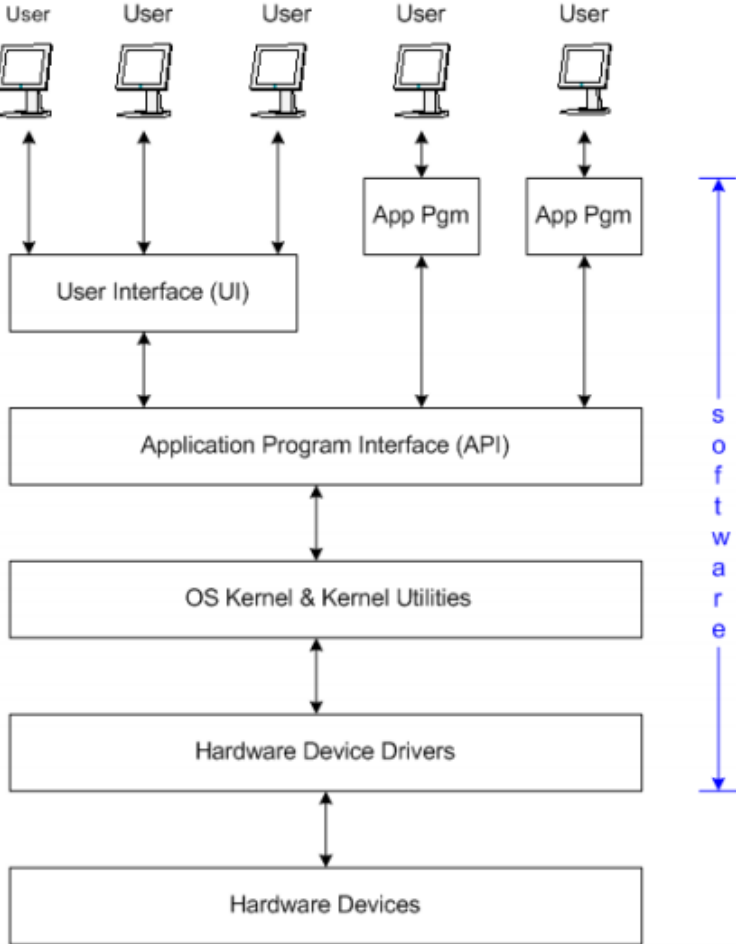 User User User User User
App Pgm App Pgm
User Interface (UI)
Application Program Interface (API)
OS Kernel & Kernel Utilities
Hardware Device Drivers
Hardware Devices
software